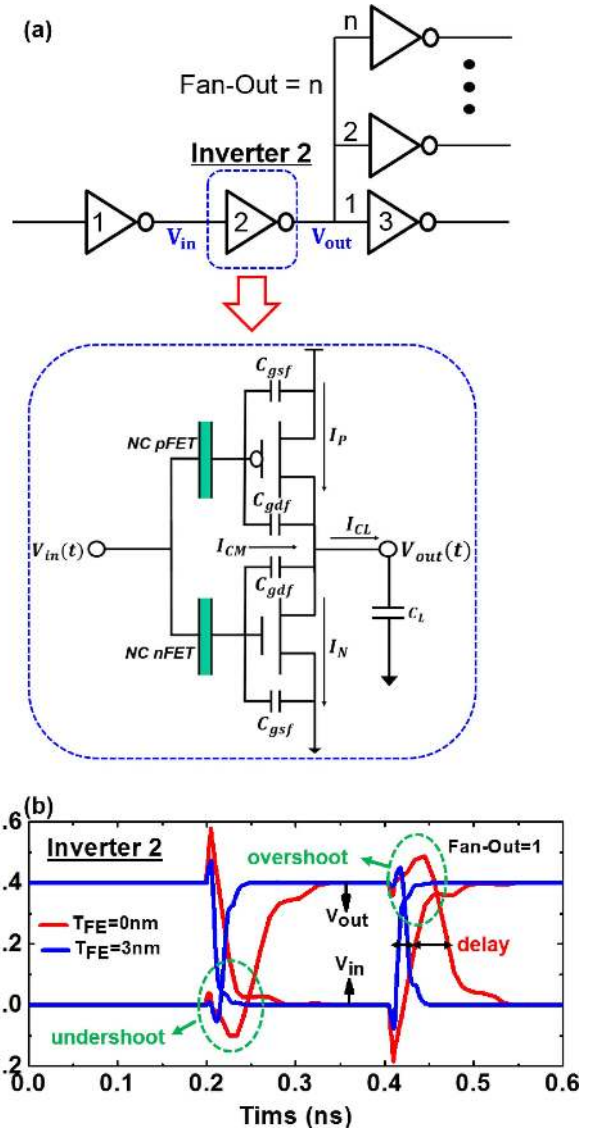 (a)
n
Fan-Out = n
2
Inverter 2
1
1
2
3
V_in
V_out
C_gsf
NC pFET
I_P
C_gdf
I_CL
V_in(t)
I_CM
V_out(t)
C_gdf
C_L
NC nFET
I_N
C_gsf
(b)
.6
Inverter 2
overshoot
Fan-Out=1
.4
T_FE=0nm
V_out
T_FE=3nm
delay
.2
V_in
undershoot
.0
.2
0.0 0.1 0.2 0.3 0.4 0.5 0.6
Tims (ns)